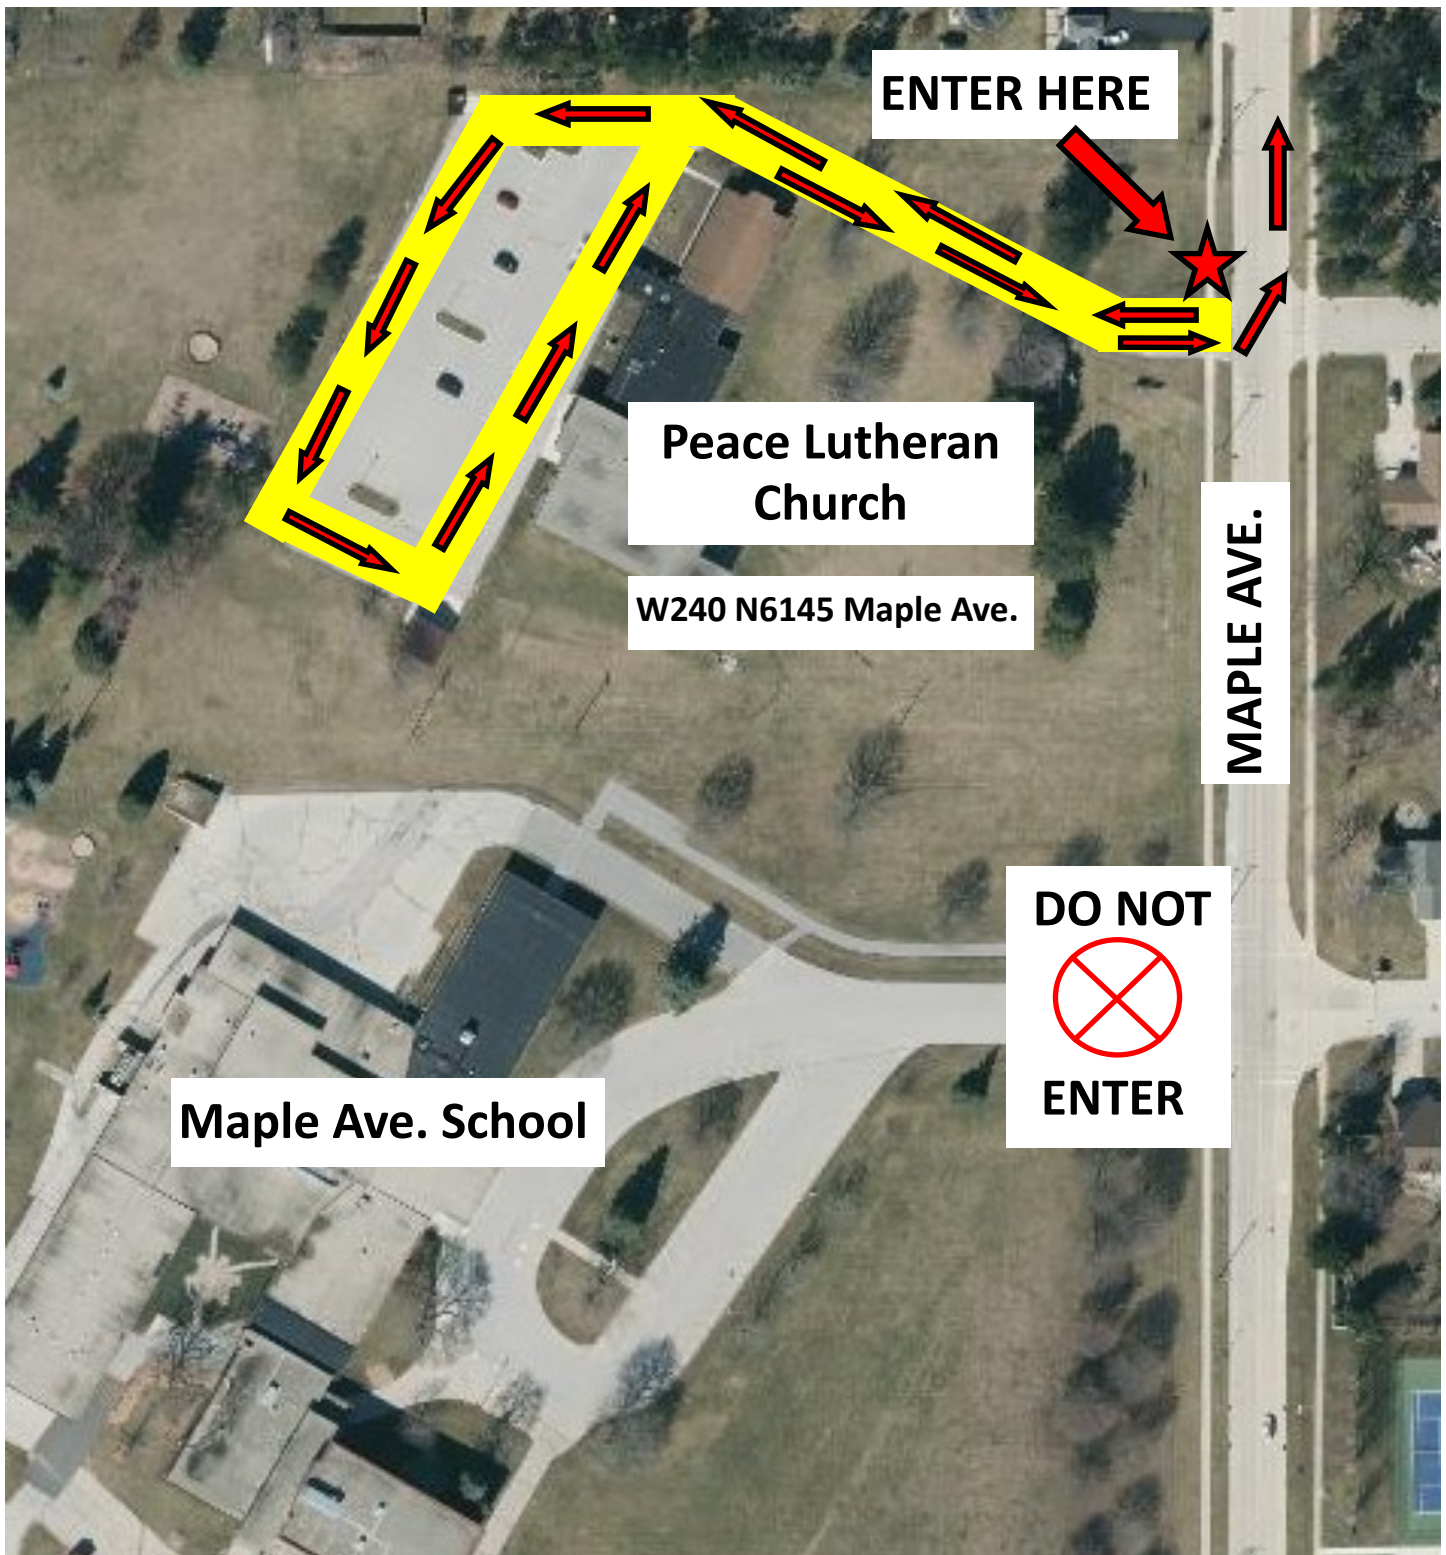 ENTER HERE
Peace Lutheran
Church
W240 N6145 Maple Ave.
MAPLE AVE.
DO NOT
ENTER
Maple Ave. School